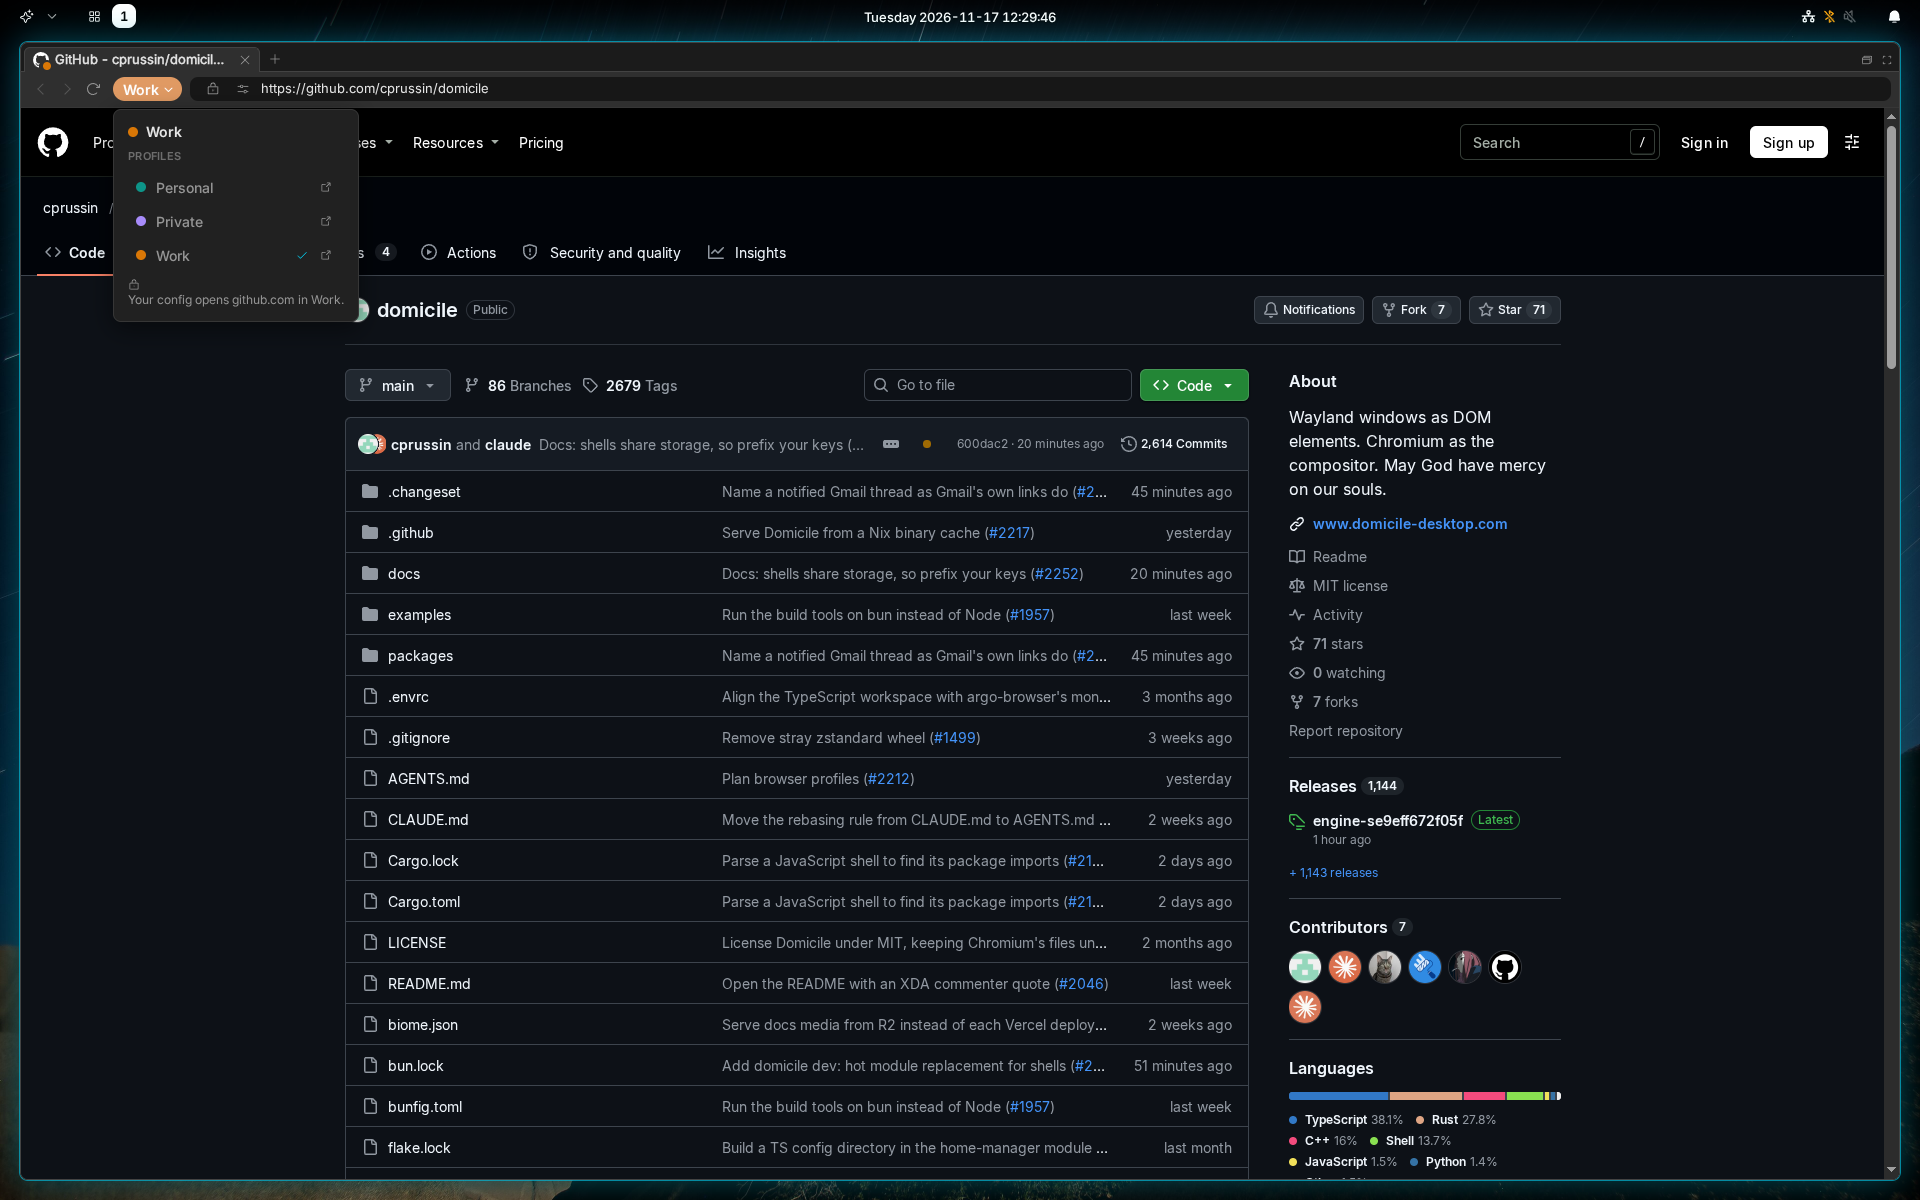 1
Tuesday 2026-11-17 12:29:46
GitHub - cprussin/domicil...
Work
https://github.com/cprussin/domicile
Work
PROFILES
Personal
Private
Work
Your config opens github.com in Work.
Resources
Pricing
Search
/
Sign in
Sign up
cprussin /
Code
4
Actions
Security and quality
Insights
domicile
Public
Notifications
Fork 7
Star 71
main
86 Branches
2679 Tags
Go to file
Code
cprussin and claude Docs: shells share storage, so prefix your keys (...
600dac2 · 20 minutes ago
2,614 Commits
.changeset Name a notified Gmail thread as Gmail's own links do (#2... 45 minutes ago
.github Serve Domicile from a Nix binary cache (#2217) yesterday
docs Docs: shells share storage, so prefix your keys (#2252) 20 minutes ago
examples Run the build tools on bun instead of Node (#1957) last week
packages Name a notified Gmail thread as Gmail's own links do (#2... 45 minutes ago
.envrc Align the TypeScript workspace with argo-browser's mon... 3 months ago
.gitignore Remove stray zstandard wheel (#1499) 3 weeks ago
AGENTS.md Plan browser profiles (#2212) yesterday
CLAUDE.md Move the rebasing rule from CLAUDE.md to AGENTS.md ... 2 weeks ago
Cargo.lock Parse a JavaScript shell to find its package imports (#21... 2 days ago
Cargo.toml Parse a JavaScript shell to find its package imports (#21... 2 days ago
LICENSE License Domicile under MIT, keeping Chromium's files un... 2 months ago
README.md Open the README with an XDA commenter quote (#2046) last week
biome.json Serve docs media from R2 instead of each Vercel deploy... 2 weeks ago
bun.lock Add domicile dev: hot module replacement for shells (#2... 51 minutes ago
bunfig.toml Run the build tools on bun instead of Node (#1957) last week
flake.lock Build a TS config directory in the home-manager module ... last month
About
Wayland windows as DOM
elements. Chromium as the
compositor. May God have mercy
on our souls.
www.domicile-desktop.com
Readme
MIT license
Activity
71 stars
0 watching
7 forks
Report repository
Releases 1,144
engine-se9eff672f05f Latest
1 hour ago
+ 1,143 releases
Contributors 7
Languages
TypeScript 38.1% Rust 27.8%
C++ 16% Shell 13.7%
JavaScript 1.5% Python 1.4%